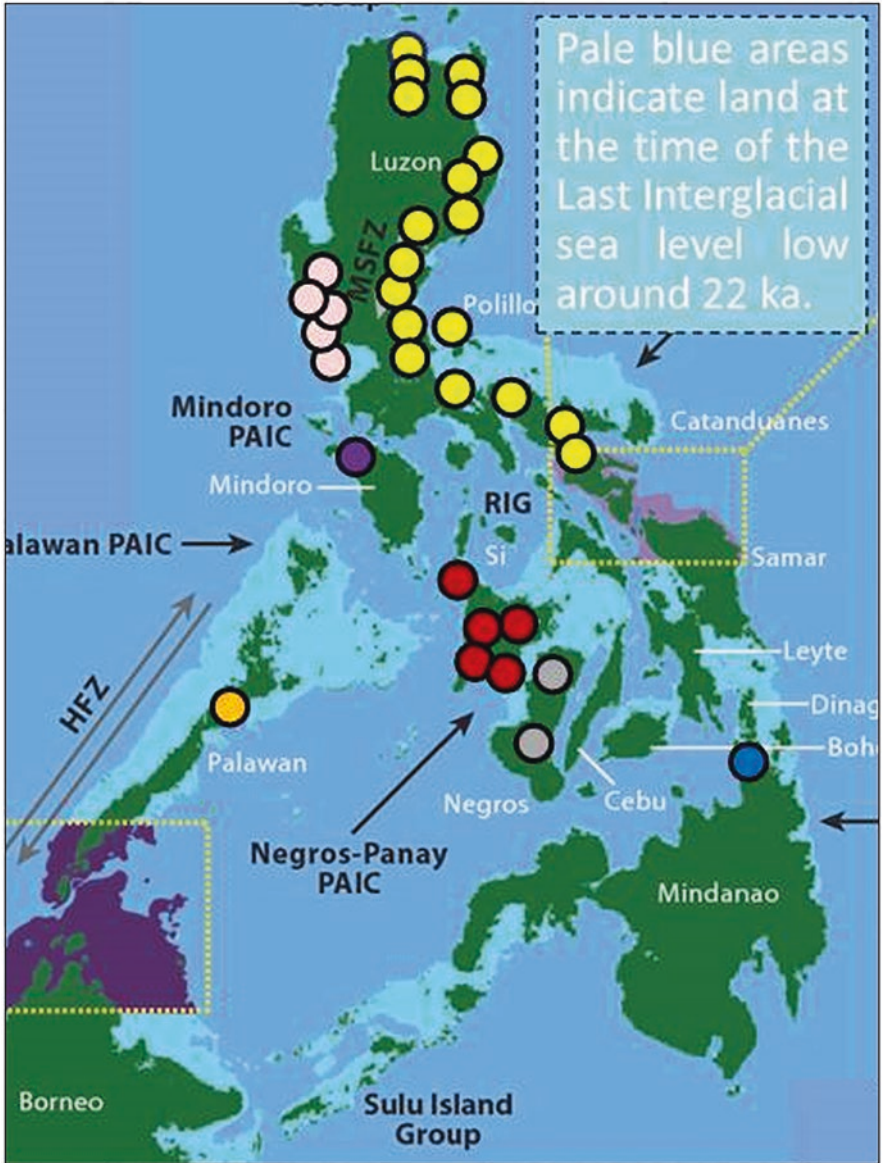 Group
Pale blue areas
indicate land at
the time of the
Last Interglacial
sea level low
around 22 ka.
Luzon
MSFZ
Polillo
Mindoro
PAIC
Catanduanes
Mindoro
RIG
alawan PAIC
Si
Samar
Leyte
HFZ
Dinag
Boh
Palawan
Negros
Cebu
Negros-Panay
PAIC
Mindanao
Borneo
Sulu Island
Group